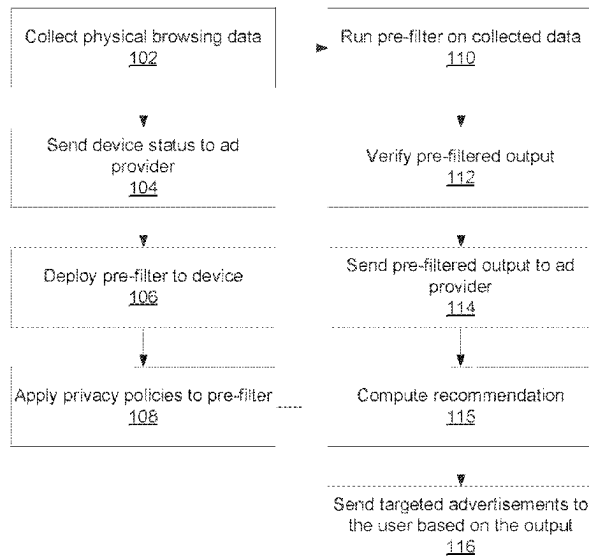 Collect physical browsing data
102
Send device status to ad
provider
104
Deploy pre-filter to device
106
Apply privacy policies to pre-filter
108
Run pre-filter on collected data
110
Verify pre-filtered output
112
Send pre-filtered output to ad
provider
114
Compute recommendation
115
Send targeted advertisements to
the user based on the output
116